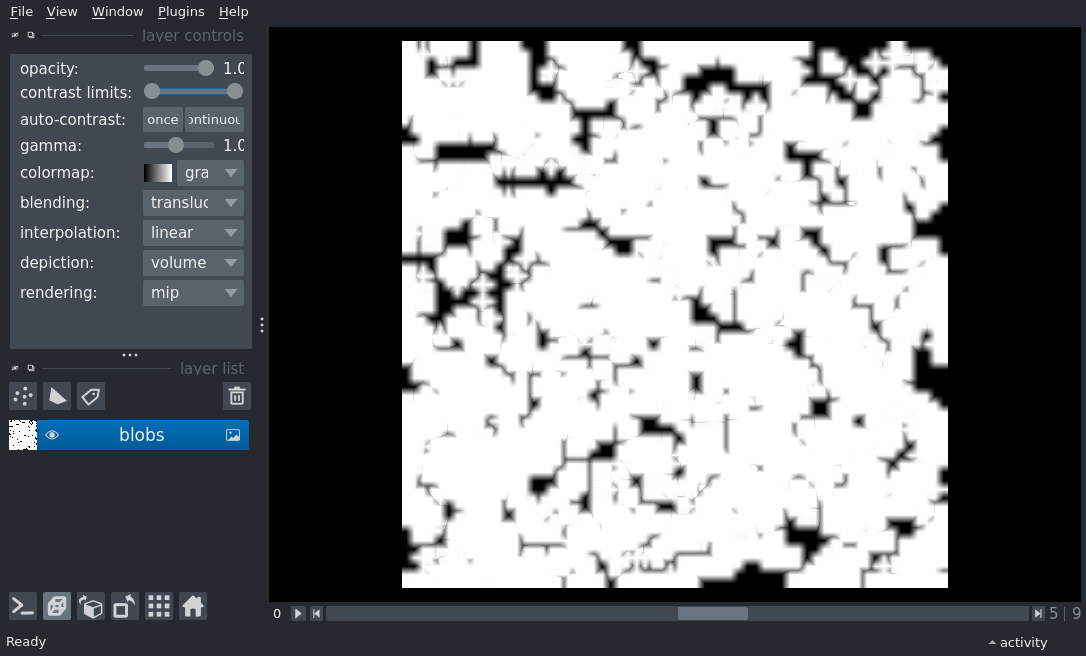 File View Window Plugins Help
layer controls
opacity: 1.0
contrast limits:
auto-contrast: once ontinuou
gamma: 1.0
colormap: gra
blending: transluc
interpolation: linear
depiction: volume
rendering: mip
layer list
blobs
0 5 | 9
Ready activity